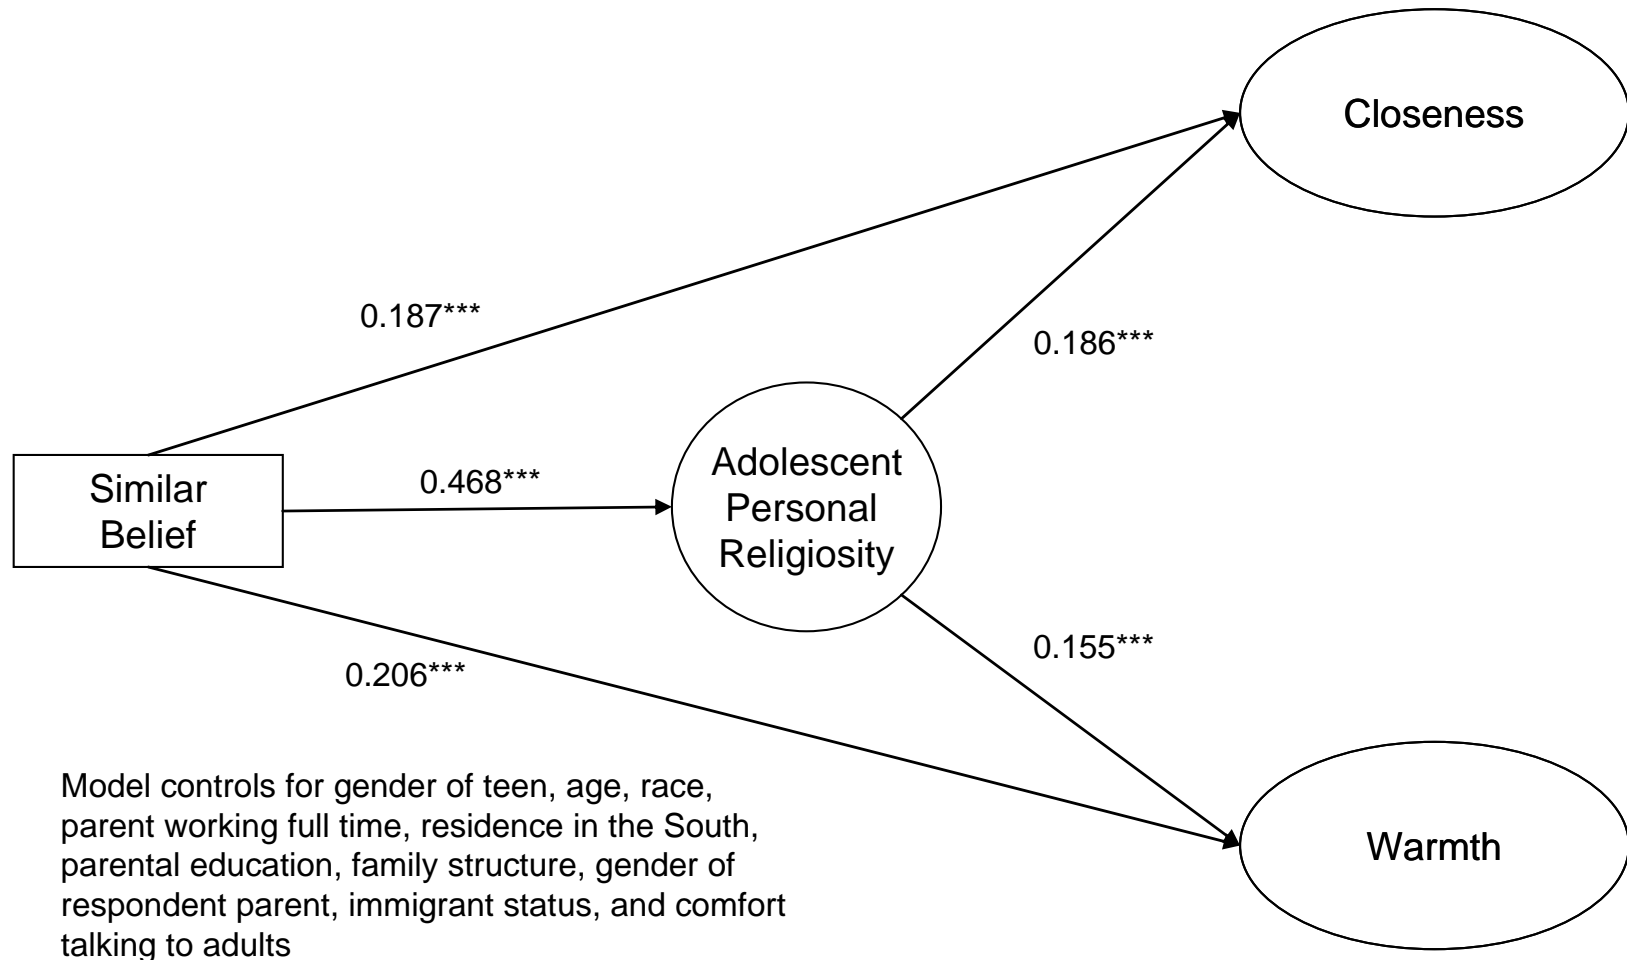 Closeness
0.187***
0.186***
Similar
Belief
0.468***
Adolescent
Personal
Religiosity
0.206***
0.155***
Warmth
Model controls for gender of teen, age, race,
parent working full time, residence in the South,
parental education, family structure, gender of
respondent parent, immigrant status, and comfort
talking to adults